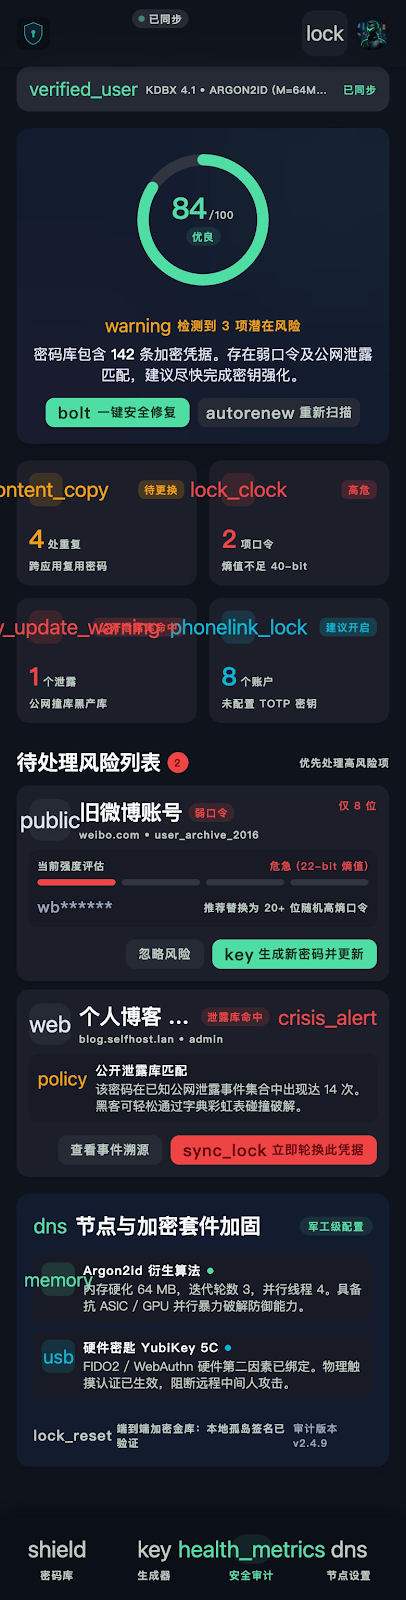 已同步
lock
verified_user KDBX 4.1 • ARGON2ID (M=64M... 已同步
84/100
优良
warning 检测到 3 项潜在风险
密码库包含 142 条加密凭据。存在弱口令及公网泄露
匹配，建议尽快完成密钥强化。
bolt 一键安全修复
autorenew 重新扫描
ontent_copy 待更换
4 处重复
跨应用复用密码
lock_clock 高危
2 项口令
熵值不足 40-bit
y_update_warning
1 个泄露
公网撞库黑产库
phonelink_lock 建议开启
8 个账户
未配置 TOTP 密钥
待处理风险列表 2 优先处理高风险项
public 旧微博账号 弱口令 仅 8 位
weibo.com • user_archive_2016
当前强度评估 危急 (22-bit 熵值)
wb****** 推荐替换为 20+ 位随机高熵口令
忽略风险
key 生成新密码并更新
web 个人博客 ... 泄露库命中 crisis_alert
blog.selfhost.lan • admin
policy 公开泄露库匹配
该密码在已知公网泄露事件集合中出现达 14 次。
黑客可轻松通过字典彩虹表碰撞破解。
查看事件溯源
sync_lock 立即轮换此凭据
dns 节点与加密套件加固 军工级配置
memory Argon2id 衍生算法
内存硬化 64 MB，迭代轮数 3，并行线程 4。具备
抗 ASIC / GPU 并行暴力破解防御能力。
usb 硬件密匙 YubiKey 5C
FIDO2 / WebAuthn 硬件第二因素已绑定。物理触
摸认证已生效，阻断远程中间人攻击。
lock_reset 端到端加密金库：本地孤岛签名已
验证
审计版本
v2.4.9
shield key health_metrics dns
密码库 生成器 安全审计 节点设置